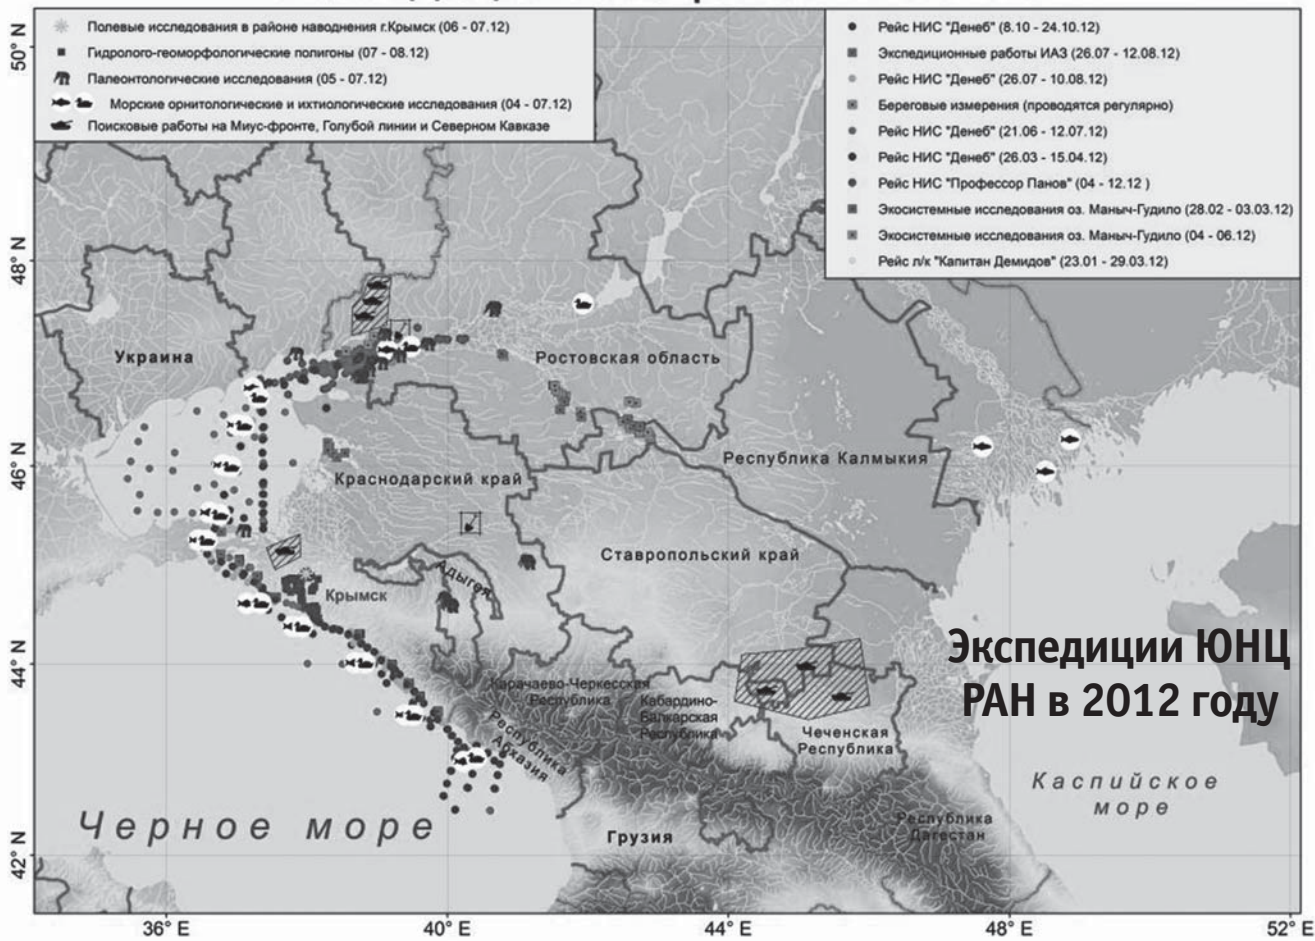 Полевые исследования в районе наводнения г.Крымск (06 - 07.12)
Гидролого-геоморфологические полигоны (07 - 08.12)
Палеонтологические исследования (05 - 07.12)
Морские орнитологические и ихтиологические исследования (04 - 07.12)
Поисковые работы на Миус-фронте, Голубой линии и Северном Кавказе
Рейс НИС "Денеб" (8.10 - 24.10.12)
Экспедиционные работы ИАЗ (26.07 - 12.08.12)
Рейс НИС "Денеб" (26.07 - 10.08.12)
Береговые измерения (проводятся регулярно)
Рейс НИС "Денеб" (21.06 - 12.07.12)
Рейс НИС "Денеб" (26.03 - 15.04.12)
Рейс НИС "Профессор Панов" (04 - 12.12 )
Экосистемные исследования оз. Маныч-Гудило (28.02 - 03.03.12)
Экосистемные исследования оз. Маныч-Гудило (04 - 06.12)
Рейс л/к "Капитан Демидов" (23.01 - 29.03.12)
50° N
48° N
46° N
44° N
42° N
Украина
Ростовская область
Республика Калмыкия
Краснодарский край
Ставропольский край
Адыгея
Крымск
Карачаево-Черкесская
Республика
Кабардино-
Балкарская
Республика
Чеченская
Республика
Республика
Абхазия
Экспедиции ЮНЦ
РАН в 2012 году
Каспийское
море
Черное море
Грузия
Республика
Дагестан
36° E
40° E
44° E
48° E
52° E